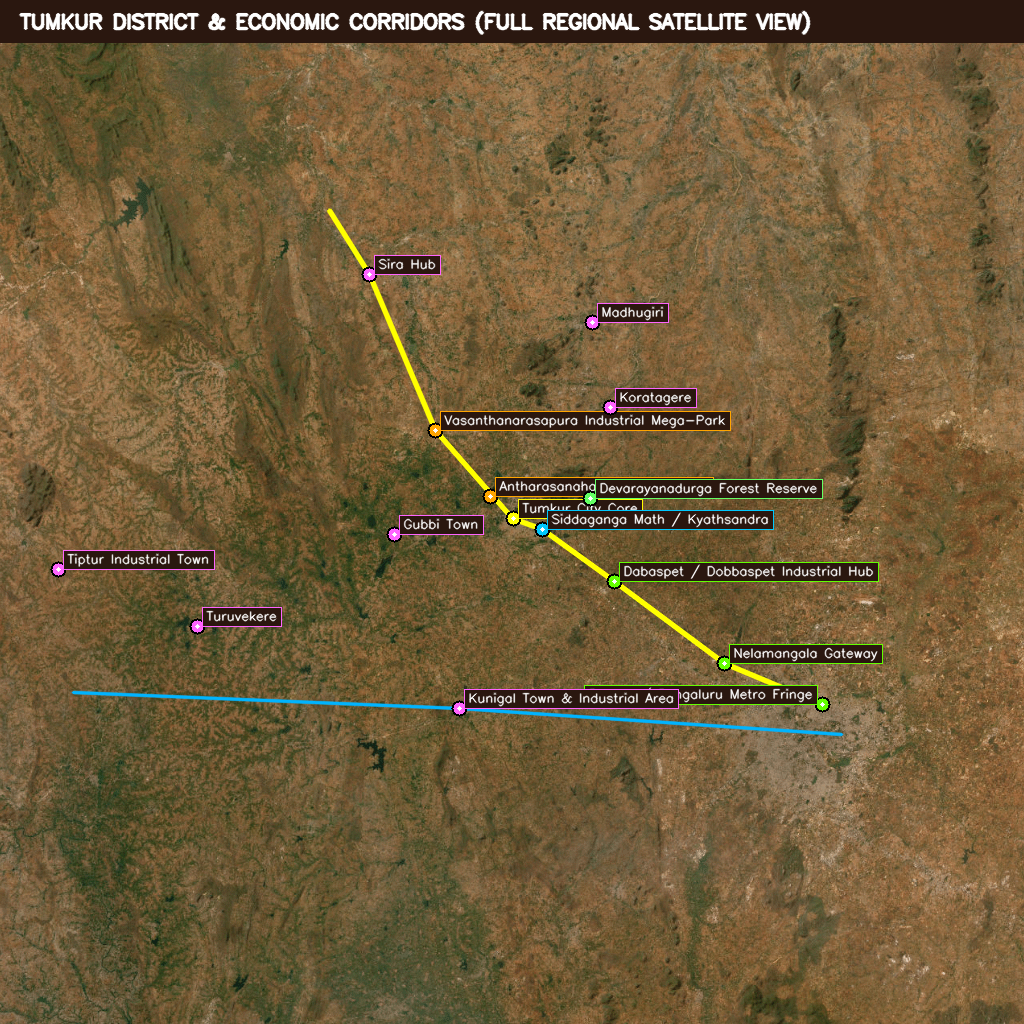 TUMKUR DISTRICT & ECONOMIC CORRIDORS (FULL REGIONAL SATELLITE VIEW)
Sira Hub
Madhugiri
Koratagere
Vasanthanarasapura Industrial Mega-Park
Devarayanadurga Forest Reserve
Tumkur City Core
Siddaganga Math / Kyathsandra
Gubbi Town
Tiptur Industrial Town
Dabaspet / Dobbaspet Industrial Hub
Turuvekere
Nelamangala Gateway
Metro Fringe
Kunigal Town & Industrial Area